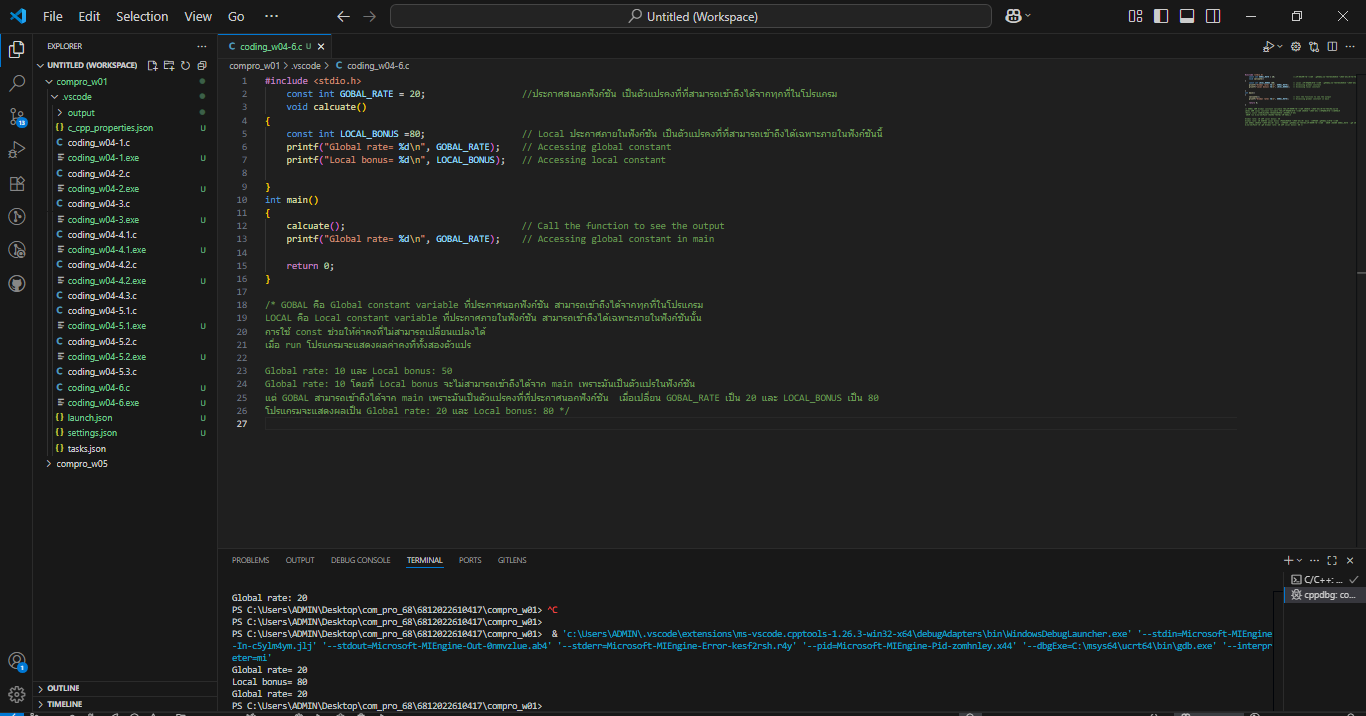 File Edit Selection View Go ··· Untitled (Workspace)
EXPLORER ···
UNTITLED (WORKSPACE)
compro_w01
.vscode
output
{} c_cpp_properties.json U
C coding_w04-1.c
coding_w04-1.exe U
C coding_w04-2.c
coding_w04-2.exe U
C coding_w04-3.c
coding_w04-3.exe U
C coding_w04-4.1.c
coding_w04-4.1.exe U
C coding_w04-4.2.c
coding_w04-4.2.exe U
C coding_w04-4.3.c
C coding_w04-5.1.c
coding_w04-5.1.exe U
C coding_w04-5.2.c
coding_w04-5.2.exe U
C coding_w04-5.3.c
C coding_w04-6.c U
coding_w04-6.exe U
{} launch.json U
{} settings.json U
{} tasks.json
compro_w05
OUTLINE
TIMELINE
13
1
C coding_w04-6.c U ×
compro_w01 > .vscode > C coding_w04-6.c
1 #include <stdio.h>
2 const int GOBAL_RATE = 20; //ประกาศสนอกฟังก์ชัน เป็นตัวแปรคงที่ที่สามารถเข้าถึงได้จากทุกที่ในโปรแกรม
3 void calcuate()
4 {
5 const int LOCAL_BONUS =80; // Local ประกาศภายในฟังก์ชัน เป็นตัวแปรคงที่ที่สามารถเข้าถึงได้เฉพาะภายในฟังก์ชันนี้
6 printf("Global rate= %d\n", GOBAL_RATE); // Accessing global constant
7 printf("Local bonus= %d\n", LOCAL_BONUS); // Accessing local constant
8
9 }
10 int main()
11 {
12 calcuate(); // Call the function to see the output
13 printf("Global rate= %d\n", GOBAL_RATE); // Accessing global constant in main
14
15 return 0;
16 }
17
18 /* GOBAL คือ Global constant variable ที่ประกาศนอกฟังก์ชัน สามารถเข้าถึงได้จากทุกที่ในโปรแกรม
19 LOCAL คือ Local constant variable ที่ประกาศภายในฟังก์ชัน สามารถเข้าถึงได้เฉพาะภายในฟังก์ชันนั้น
20 การใช้ const ช่วยให้ค่าคงที่ไม่สามารถเปลี่ยนแปลงได้
21 เมื่อ run โปรแกรมจะแสดงผลค่าคงที่ทั้งสองตัวแปร
22
23 Global rate: 10 และ Local bonus: 50
24 Global rate: 10 โดยที่ Local bonus จะไม่สามารถเข้าถึงได้จาก main เพราะมันเป็นตัวแปรในฟังก์ชัน
25 แต่ GOBAL สามารถเข้าถึงได้จาก main เพราะมันเป็นตัวแปรคงที่ที่ประกาศนอกฟังก์ชัน เมื่อเปลี่ยน GOBAL_RATE เป็น 20 และ LOCAL_BONUS เป็น 80
26 โปรแกรมจะแสดงผลเป็น Global rate: 20 และ Local bonus: 80 */
27
PROBLEMS OUTPUT DEBUG CONSOLE TERMINAL PORTS GITLENS
C/C++: ...
cppdbg: co...
Global rate: 20
PS C:\Users\ADMIN\Desktop\com_pro_68\6812022610417\compro_w01> ^C
PS C:\Users\ADMIN\Desktop\com_pro_68\6812022610417\compro_w01>
PS C:\Users\ADMIN\Desktop\com_pro_68\6812022610417\compro_w01> & 'c:\Users\ADMIN\.vscode\extensions\ms-vscode.cpptools-1.26.3-win32-x64\debugAdapters\bin\WindowsDebugLauncher.exe' '--stdin=Microsoft-MIEngine
-In-c5ylm4ym.jlj' '--stdout=Microsoft-MIEngine-Out-0nmvzlue.ab4' '--stderr=Microsoft-MIEngine-Error-kesf2rsh.r4y' '--pid=Microsoft-MIEngine-Pid-zomhnley.x44' '--dbgExe=C:\msys64\ucrt64\bin\gdb.exe' '--interpr
eter=mi'
Global rate= 20
Local bonus= 80
Global rate= 20
PS C:\Users\ADMIN\Desktop\com_pro_68\6812022610417\compro_w01>